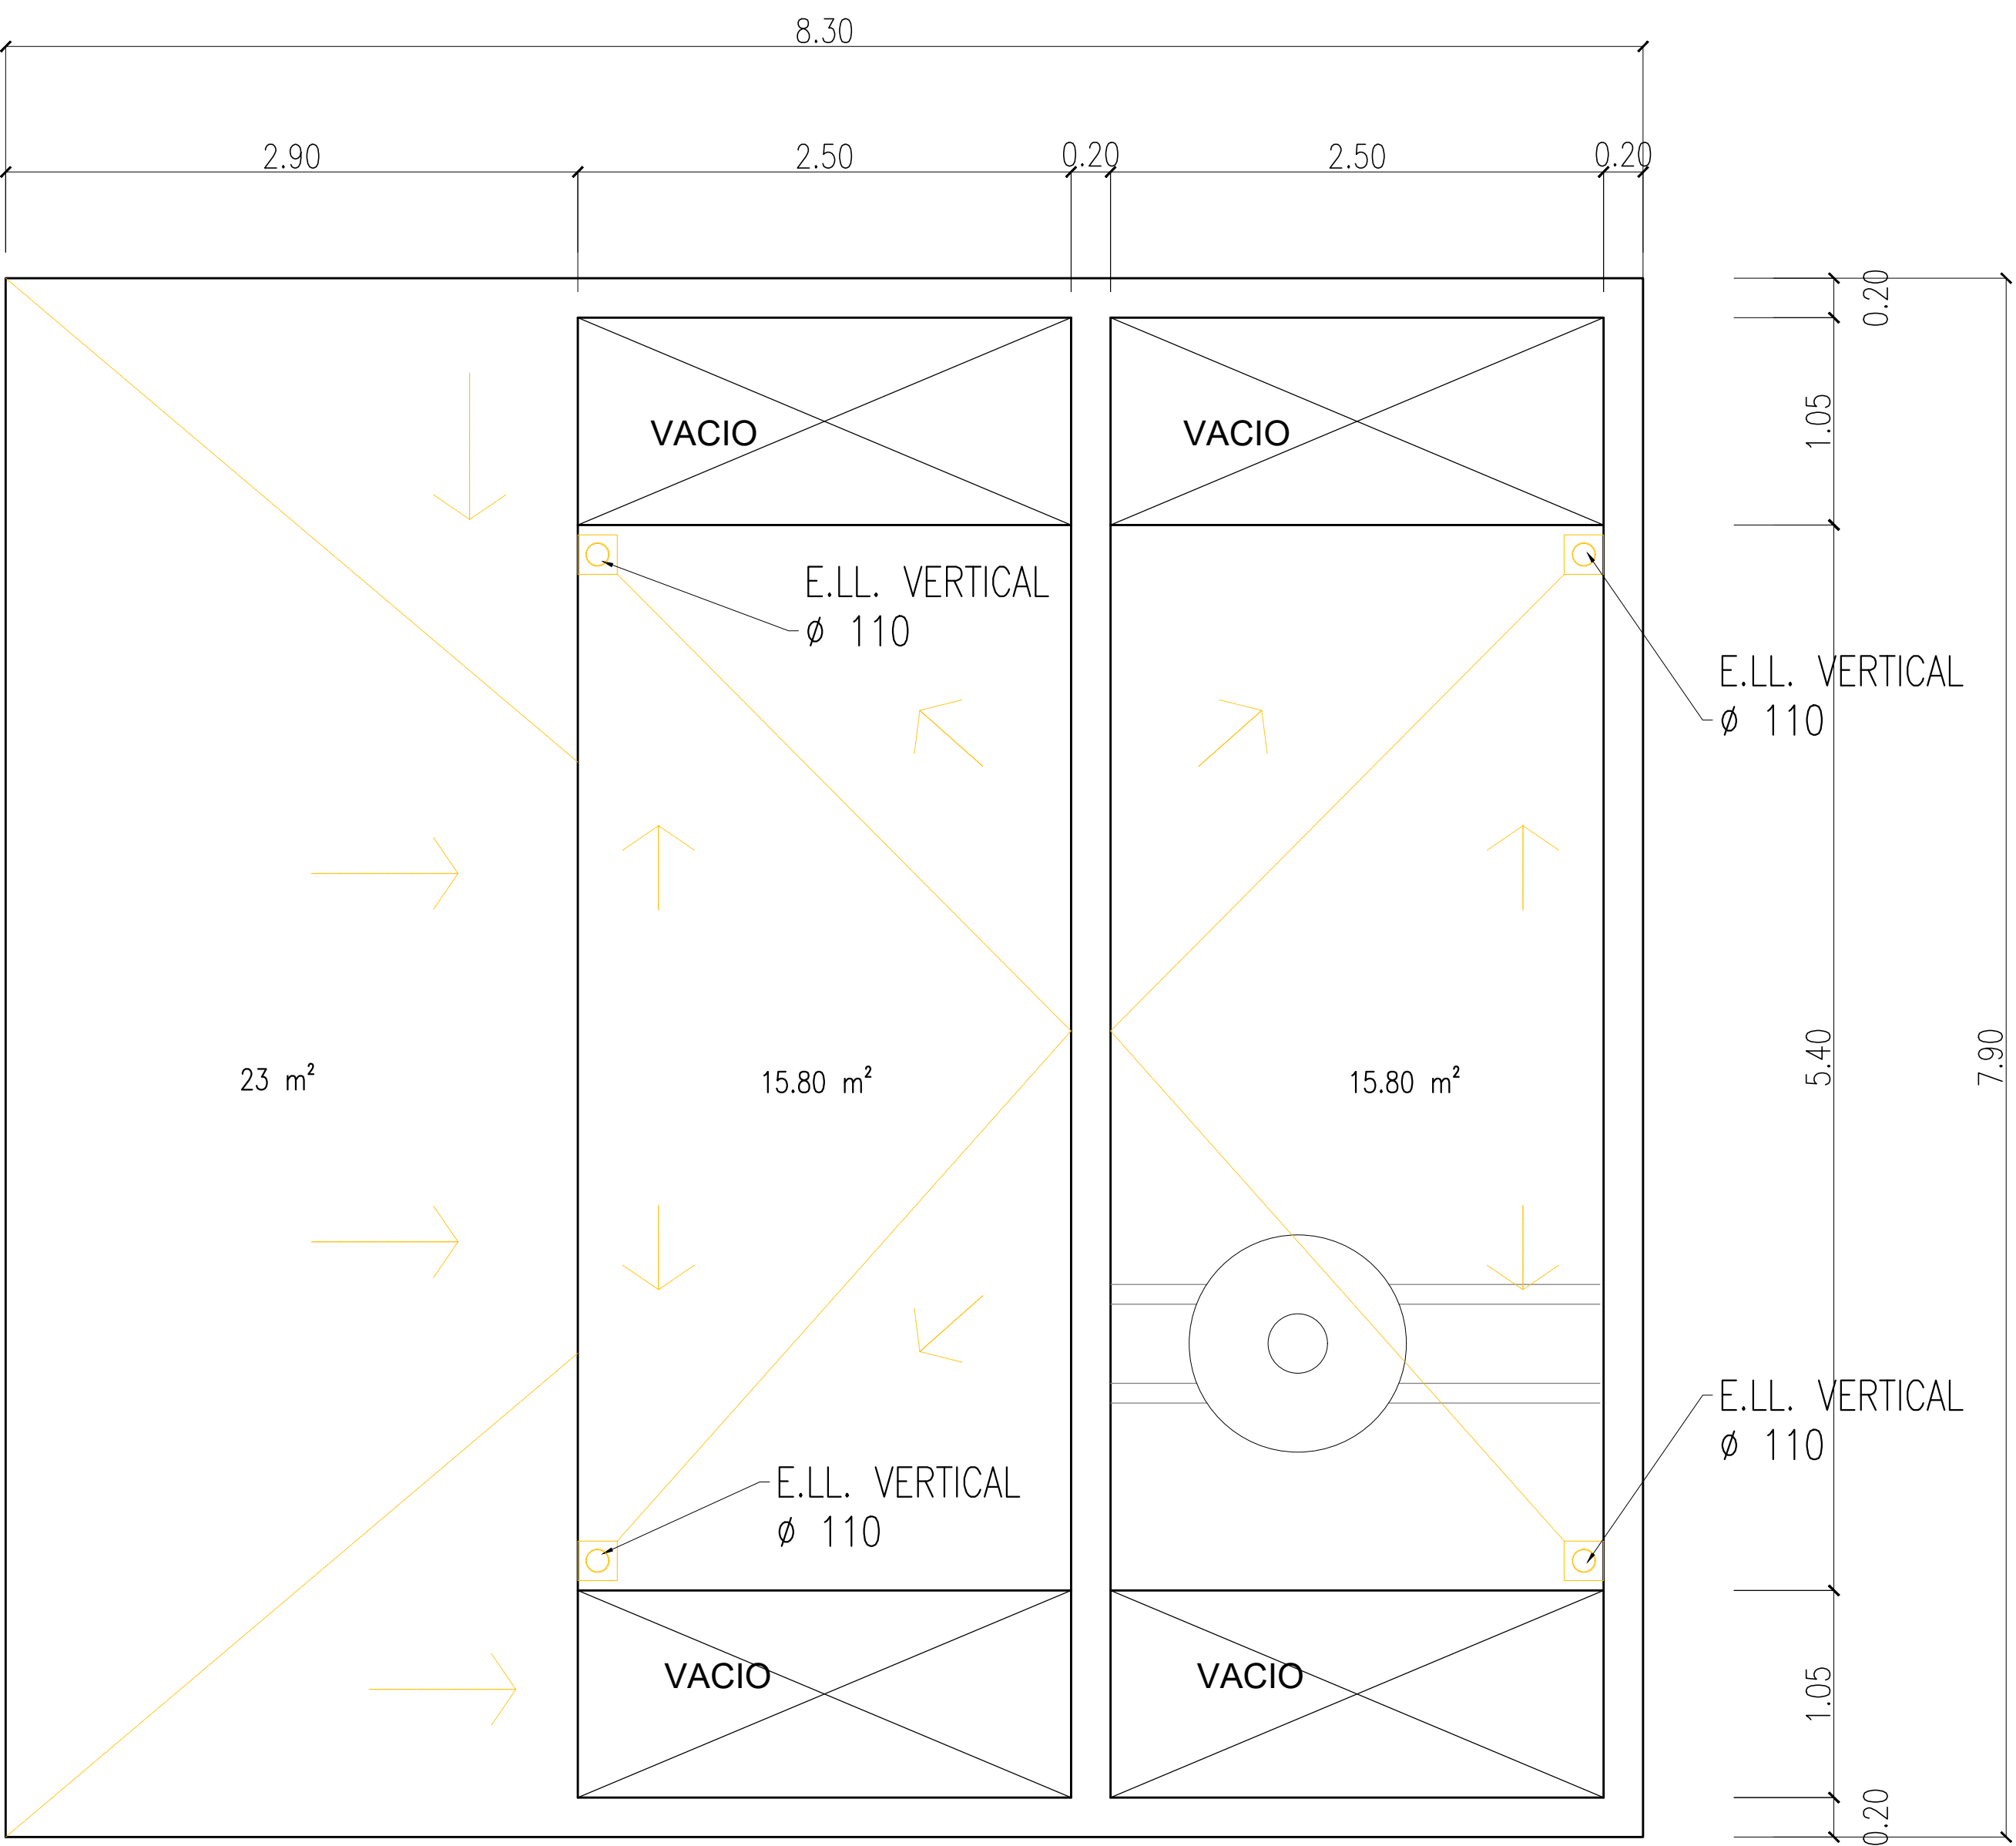 8.30
2.90
2.50
0.20
2.50
0.20
0.20
VACIO
VACIO
1.05
E.LL. VERTICAL
ϕ 110
E.LL. VERTICAL
ϕ 110
23 m²
15.80 m²
15.80 m²
5.40
7.90
E.LL. VERTICAL
ϕ 110
E.LL. VERTICAL
ϕ 110
VACIO
VACIO
1.05
0.20